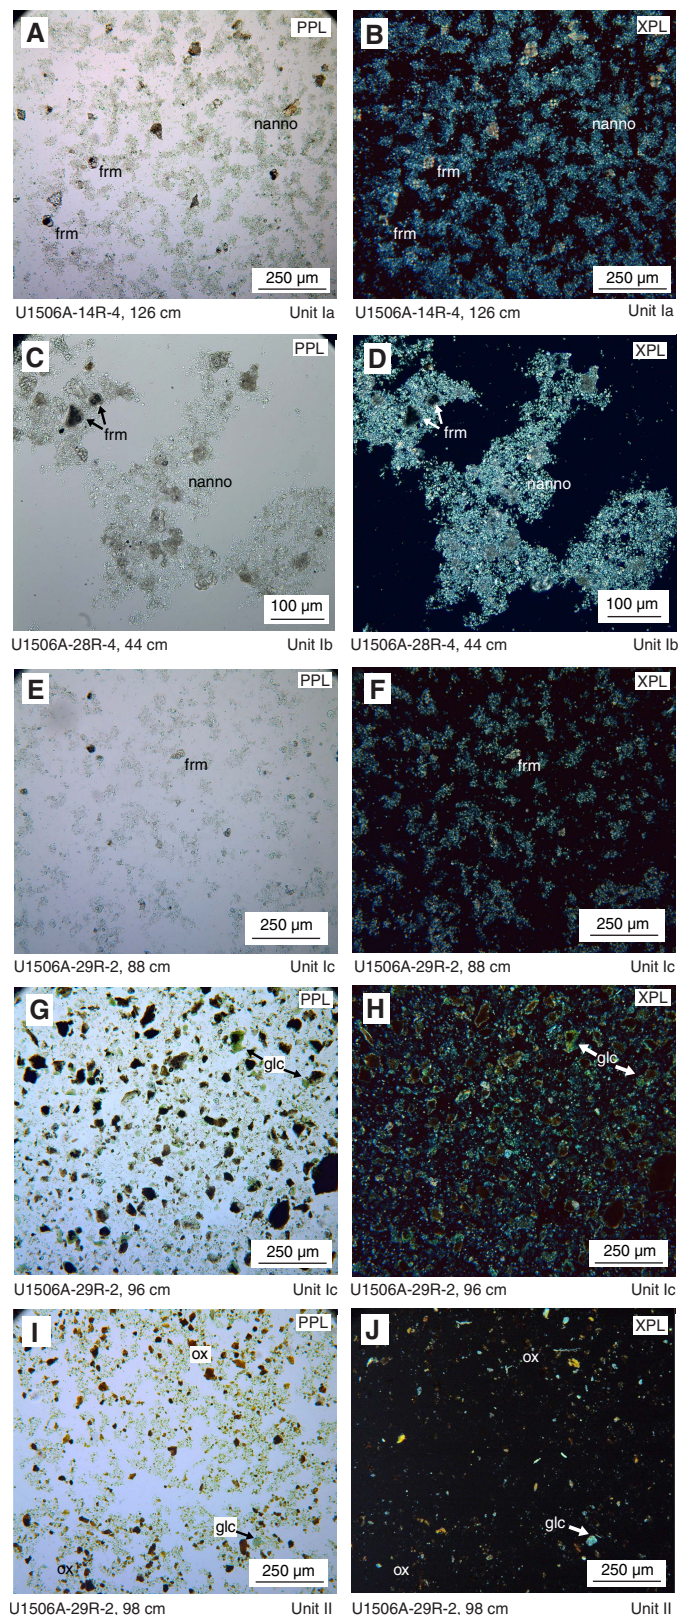 A PPL
nanno
frm
frm
250 µm
U1506A-14R-4, 126 cm Unit Ia
B XPL
nanno
frm
frm
250 µm
U1506A-14R-4, 126 cm Unit Ia
C PPL
frm
nanno
100 µm
U1506A-28R-4, 44 cm Unit Ib
D XPL
frm
nanno
100 µm
U1506A-28R-4, 44 cm Unit Ib
E PPL
frm
250 µm
U1506A-29R-2, 88 cm Unit Ic
F XPL
frm
250 µm
U1506A-29R-2, 88 cm Unit Ic
G PPL
glc
250 µm
U1506A-29R-2, 96 cm Unit Ic
H XPL
glc
250 µm
U1506A-29R-2, 96 cm Unit Ic
I PPL
ox
glc
ox
250 µm
U1506A-29R-2, 98 cm Unit II
J XPL
ox
glc
ox
250 µm
U1506A-29R-2, 98 cm Unit II